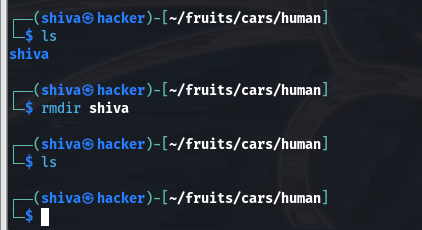 ┌──(shiva㉿hacker)-[~/fruits/cars/human]
└─$ ls
shiva
┌──(shiva㉿hacker)-[~/fruits/cars/human]
└─$ rmdir shiva
┌──(shiva㉿hacker)-[~/fruits/cars/human]
└─$ ls
┌──(shiva㉿hacker)-[~/fruits/cars/human]
└─$